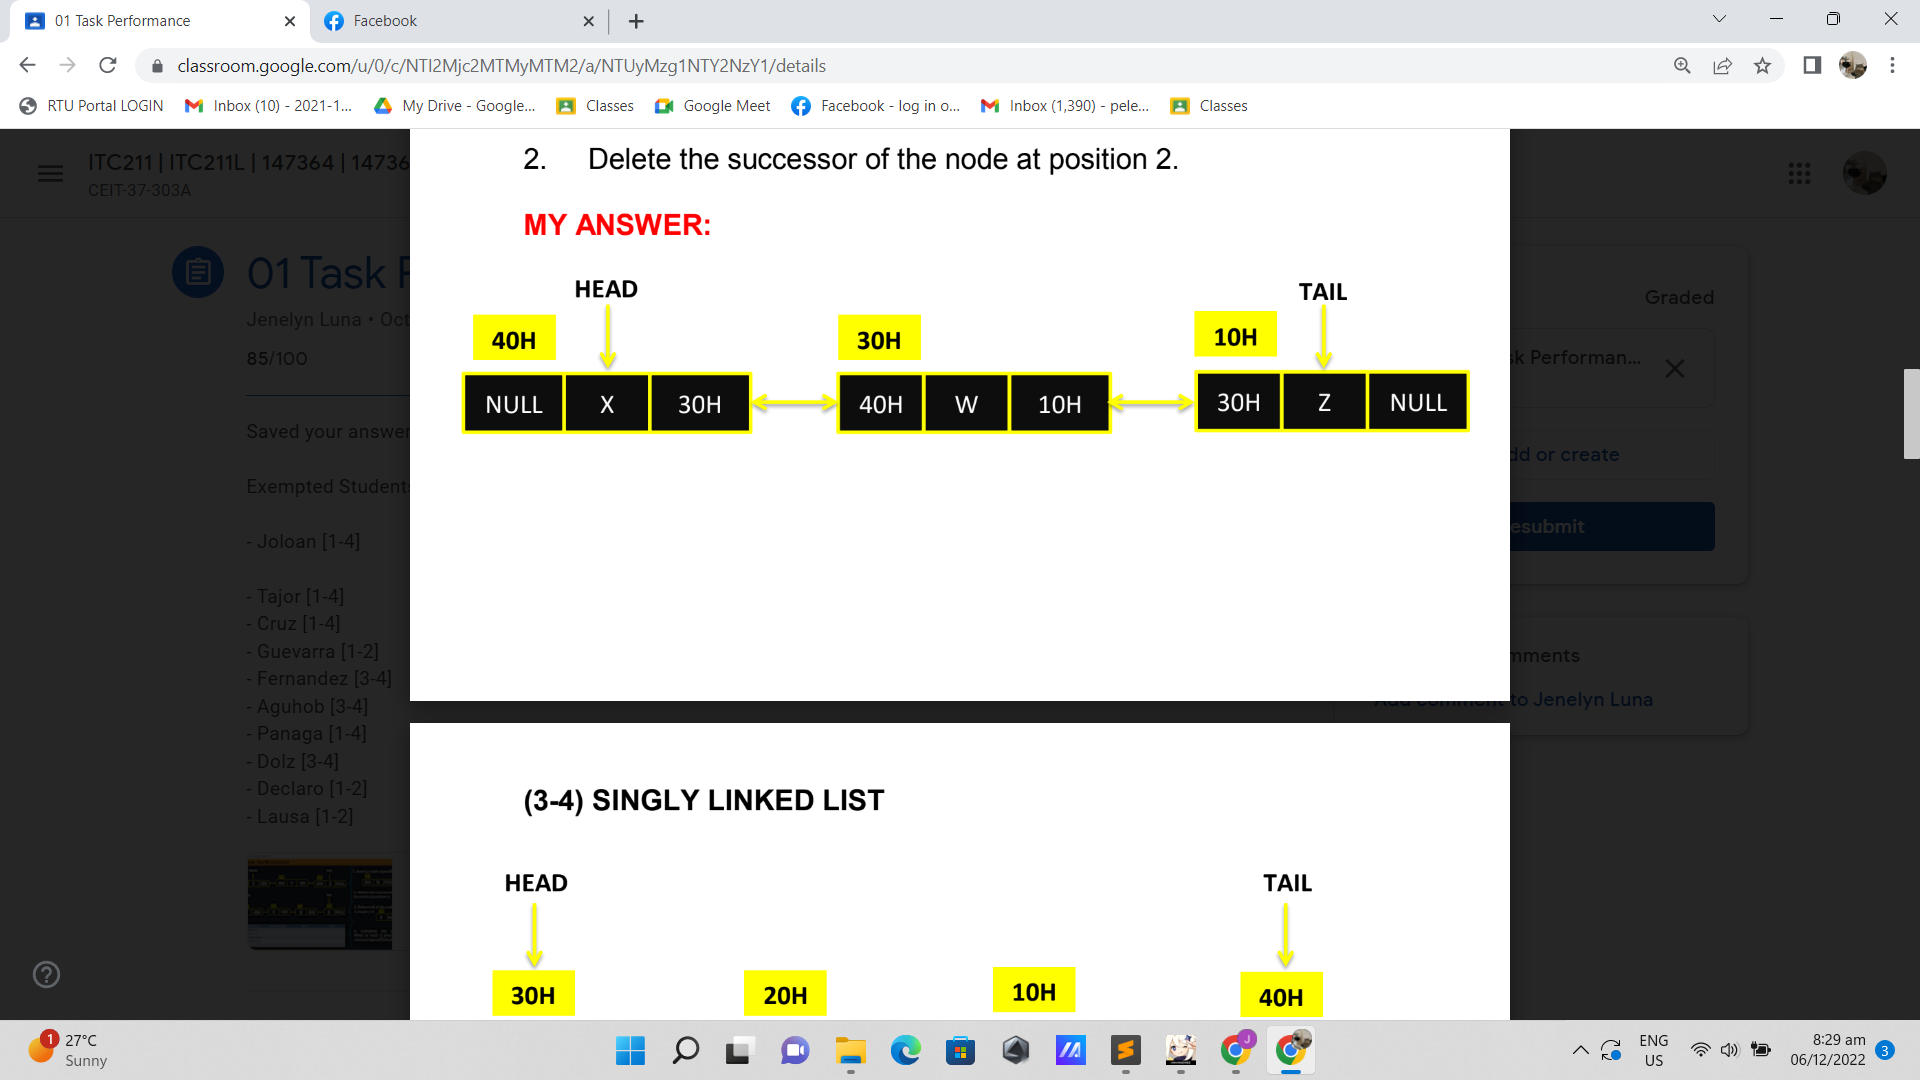 01 Task Performance
Facebook
classroom.google.com/u/0/c/NTI2Mjc2MTMyMTM2/a/NTUyMzg1NTY2NzY1/details
RTU Portal LOGIN
Inbox (10) - 2021-1...
My Drive - Google...
Classes
Google Meet
Facebook - log in o...
Inbox (1,390) - pele...
Classes
ITC211 | ITC211L | 147364 | 14736
CEIT-37-303A
2. Delete the successor of the node at position 2.
MY ANSWER:
HEAD
TAIL
40H
30H
10H
NULL X 30H
40H W 10H
30H Z NULL
01 Task P
Jenelyn Luna • Oct
85/100
Saved your answer
Exempted Students
- Joloan [1-4]
- Tajor [1-4]
- Cruz [1-4]
- Guevarra [1-2]
- Fernandez [3-4]
- Aguhob [3-4]
- Panaga [1-4]
- Dolz [3-4]
- Declaro [1-2]
- Lausa [1-2]
Graded
sk Performan...
dd or create
esubmit
mments
Add comment to Jenelyn Luna
(3-4) SINGLY LINKED LIST
HEAD
TAIL
30H
20H
10H
40H
1
27°C
Sunny
J
ENG
US
8:29 am
06/12/2022
3